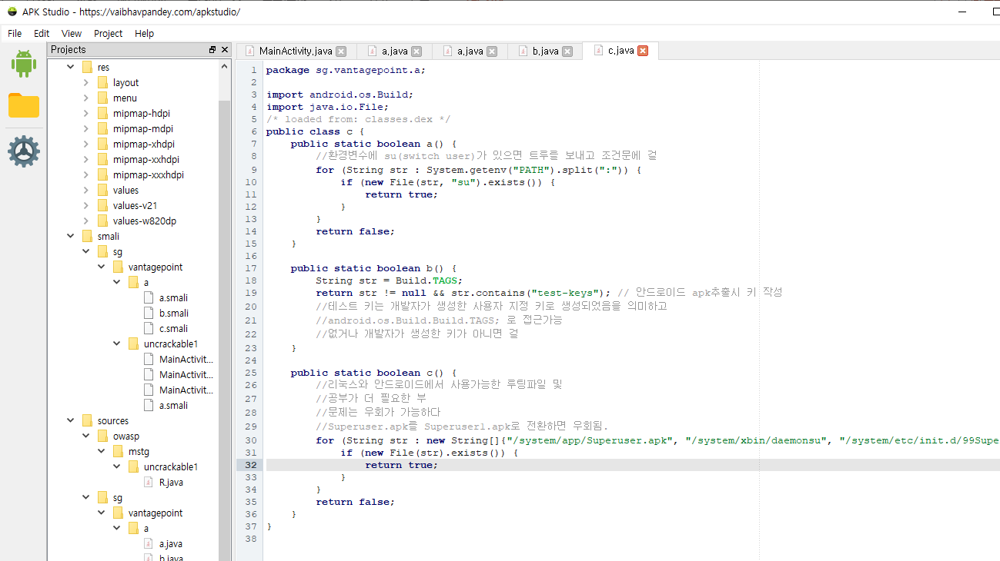 APK Studio - https://vaibhavpandey.com/apkstudio/
File Edit View Project Help
Projects
res
layout
menu
mipmap-hdpi
mipmap-mdpi
mipmap-xhdpi
mipmap-xxhdpi
mipmap-xxxhdpi
values
values-v21
values-w820dp
smali
sg
vantagepoint
a
a.smali
b.smali
c.smali
uncrackable1
MainActivit...
MainActivit...
MainActivit...
a.smali
sources
owasp
mstg
uncrackable1
R.java
sg
vantagepoint
a
a.java
b.java
MainActivity.java a.java a.java b.java c.java
1 package sg.vantagepoint.a;
2
3 import android.os.Build;
4 import java.io.File;
5 /* loaded from: classes.dex */
6 public class c {
7 public static boolean a() {
8 //환경변수에 su(switch user)가 있으면 트루를 보내고 조건문에 걸
9 for (String str : System.getenv("PATH").split(":")) {
10 if (new File(str, "su").exists()) {
11 return true;
12 }
13 }
14 return false;
15 }
16
17 public static boolean b() {
18 String str = Build.TAGS;
19 return str != null && str.contains("test-keys"); // 안드로이드 apk추출시 키 작성
20 //테스트 키는 개발자가 생성한 사용자 지정 키로 생성되었음을 의미하고
21 //android.os.Build.Build.TAGS; 로 접근가능
22 //없거나 개발자가 생성한 키가 아니면 걸
23 }
24
25 public static boolean c() {
26 //리눅스와 안드로이드에서 사용가능한 루팅파일 및
27 //공부가 더 필요한 부
28 //문제는 우회가 가능하다
29 //Superuser.apk를 Superuser1.apk로 전환하면 우회됨.
30 for (String str : new String[]{"/system/app/Superuser.apk", "/system/xbin/daemonsu", "/system/etc/init.d/99Supe
31 if (new File(str).exists()) {
32 return true;
33 }
34 }
35 return false;
36 }
37 }
38